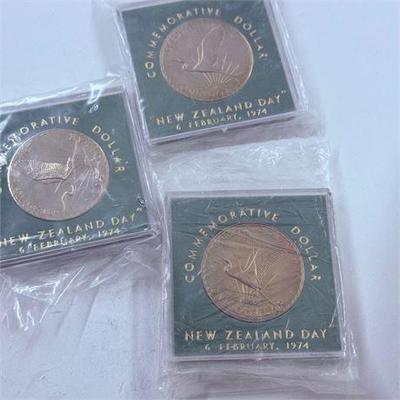 COMMEMORATIVE DOLLAR
"NEW ZEALAND DAY"
6 FEBRUARY, 1974
COMMEMORATIVE DOLLAR
"NEW ZEALAND DAY"
6 FEBRUARY, 1974
COMMEMORATIVE DOLLAR
"NEW ZEALAND DAY"
6 FEBRUARY, 1974